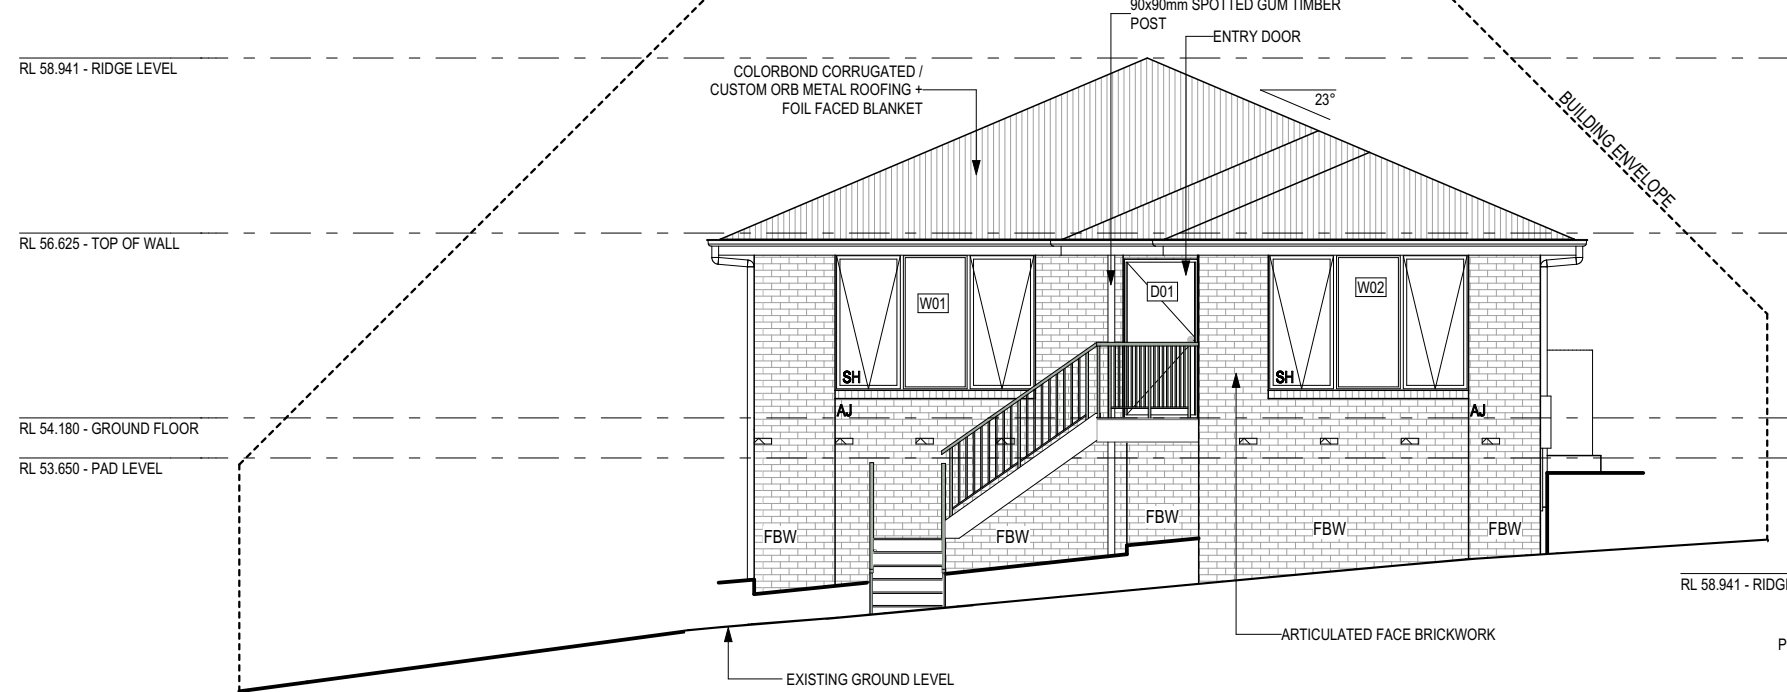 90x90mm SPOTTED GUM TIMBER
POST
ENTRY DOOR
RL 58.941 - RIDGE LEVEL
COLORBOND CORRUGATED /
CUSTOM ORB METAL ROOFING +
FOIL FACED BLANKET
23°
BUILDING ENVELOPE
RL 56.625 - TOP OF WALL
W01
D01
W02
SH
SH
AJ
AJ
RL 54.180 - GROUND FLOOR
RL 53.650 - PAD LEVEL
FBW
FBW
FBW
FBW
FBW
RL 58.941 - RIDGE
ARTICULATED FACE BRICKWORK
P
EXISTING GROUND LEVEL